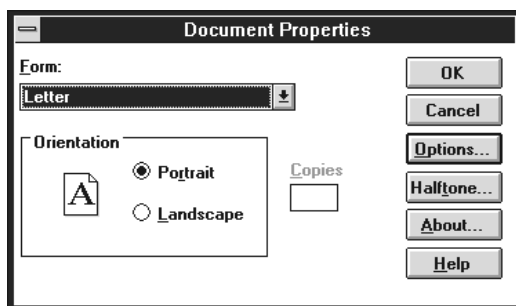 Document Properties
Form:
Letter
OK
Cancel
Options...
Halftone...
About...
Help
Orientation
A
Portrait
Landscape
Copies